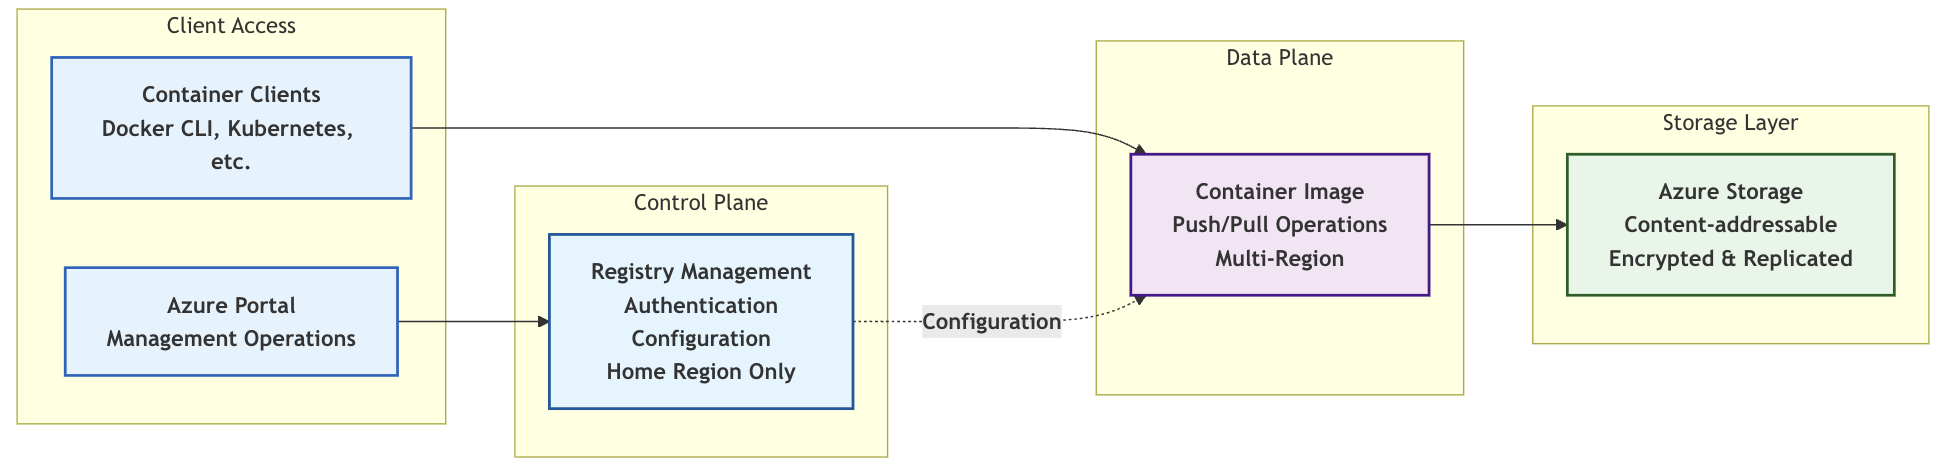 Client Access
Container Clients
Docker CLI, Kubernetes,
etc.
Azure Portal
Management Operations
Control Plane
Registry Management
Authentication
Configuration
Home Region Only
Configuration
Data Plane
Container Image
Push/Pull Operations
Multi-Region
Storage Layer
Azure Storage
Content-addressable
Encrypted & Replicated